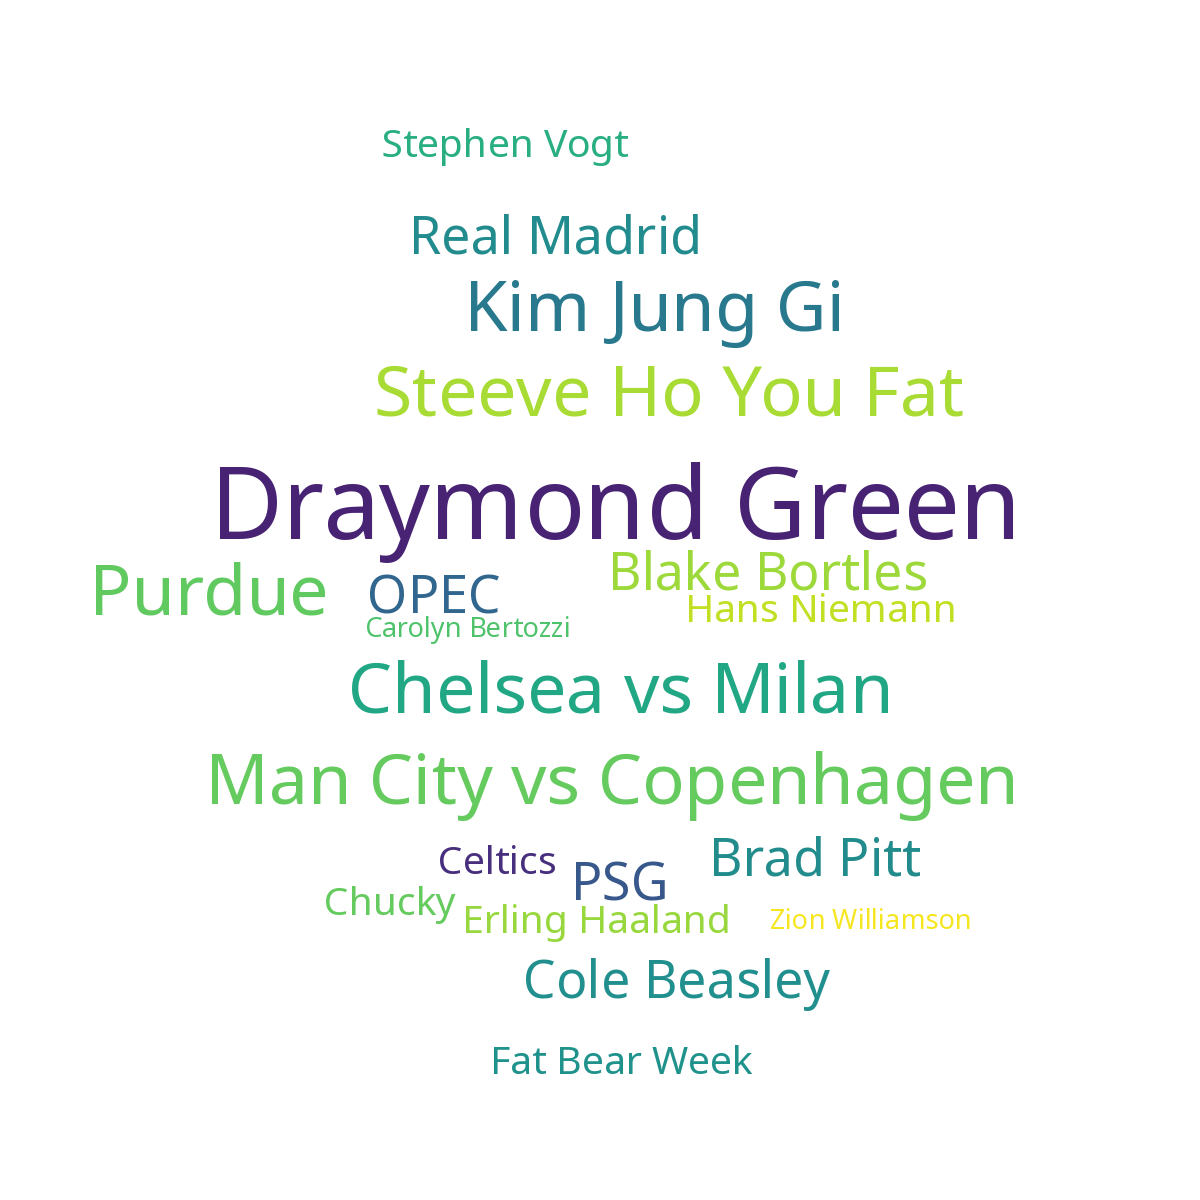 Stephen Vogt
Real Madrid
Kim Jung Gi
Steeve Ho You Fat
Draymond Green
Blake Bortles
Purdue
OPEC
Hans Niemann
Carolyn Bertozzi
Chelsea vs Milan
Man City vs Copenhagen
Brad Pitt
Celtics
PSG
Chucky
Erling Haaland
Zion Williamson
Cole Beasley
Fat Bear Week